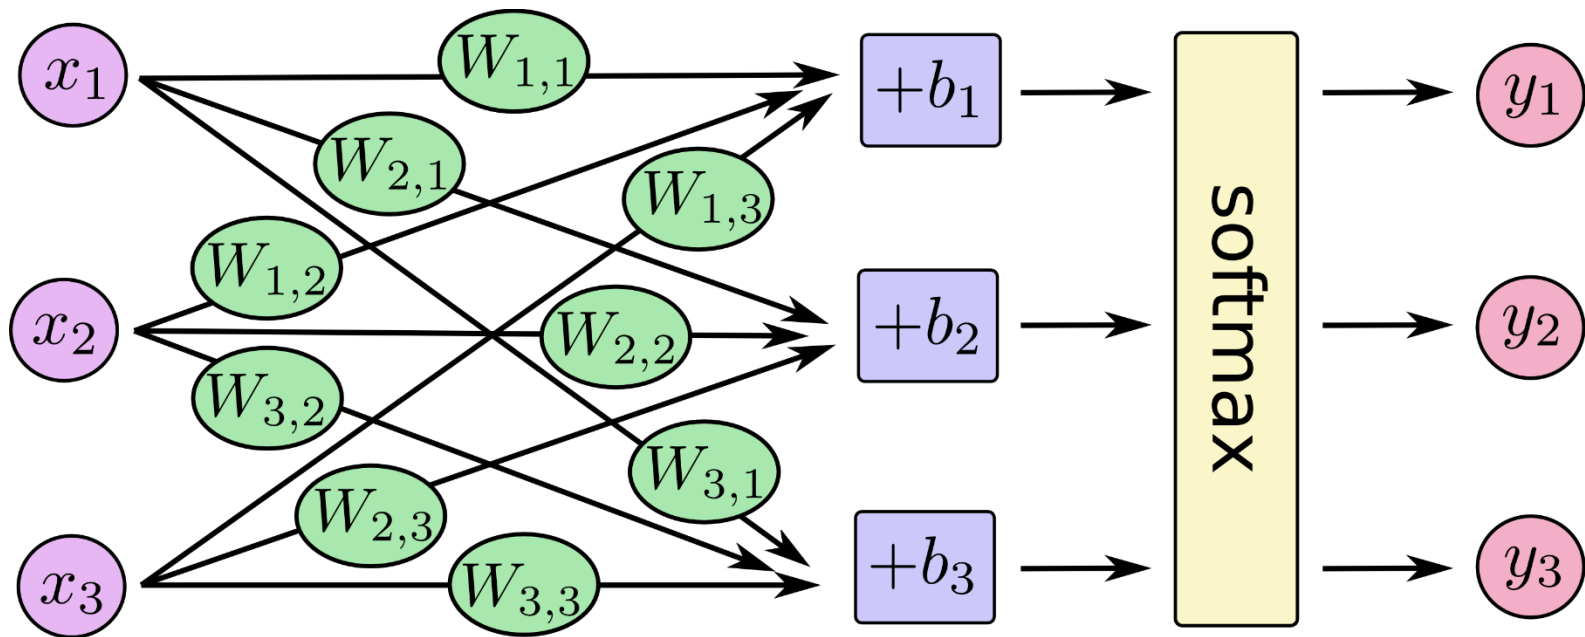 x₁
W₁,₁
+b₁
y₁
W₂,₁
W₁,₃
W₁,₂
x₂
W₂,₂
+b₂
softmax
y₂
W₃,₂
W₃,₁
W₂,₃
x₃
W₃,₃
+b₃
y₃